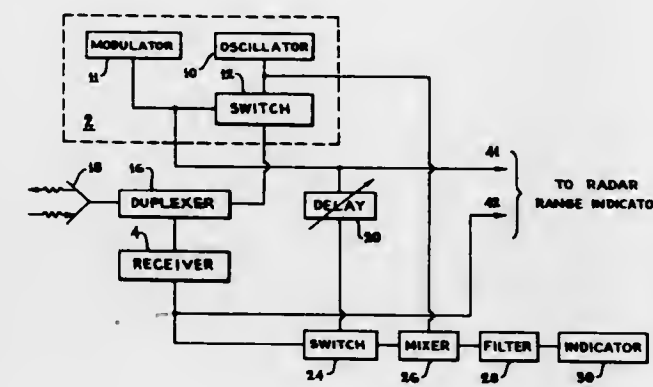 MODULATOR
OSCILLATOR
11
10
12
SWITCH
2
18
16
DUPLEXER
DELAY
20
41
42
TO RADAR
RANGE INDICATO
4
RECEIVER
SWITCH
MIXER
FILTER
INDICATOR
24
26
28
30